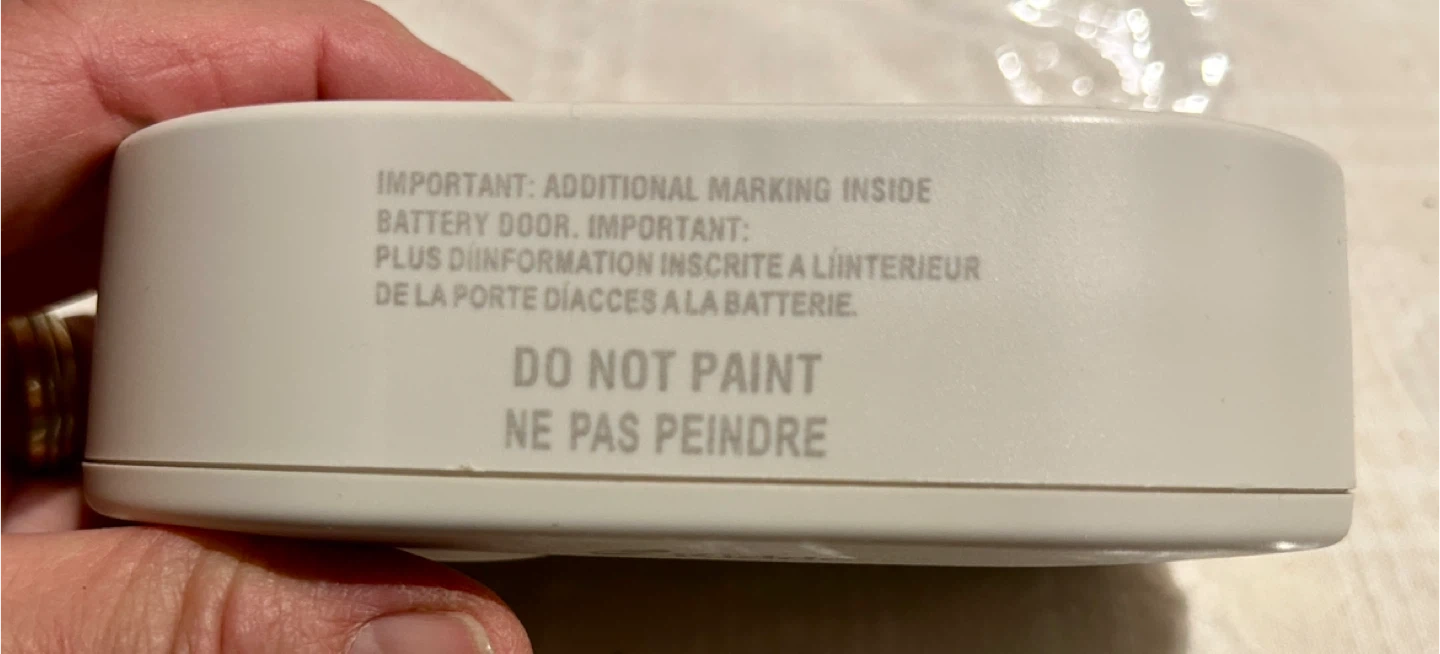 IMPORTANT: ADDITIONAL MARKING INSIDE
BATTERY DOOR. IMPORTANT:
PLUS DÍINFORMATION INSCRITE A LÍINTERIEUR
DE LA PORTE DÍACCES A LA BATTERIE.
DO NOT PAINT
NE PAS PEINDRE